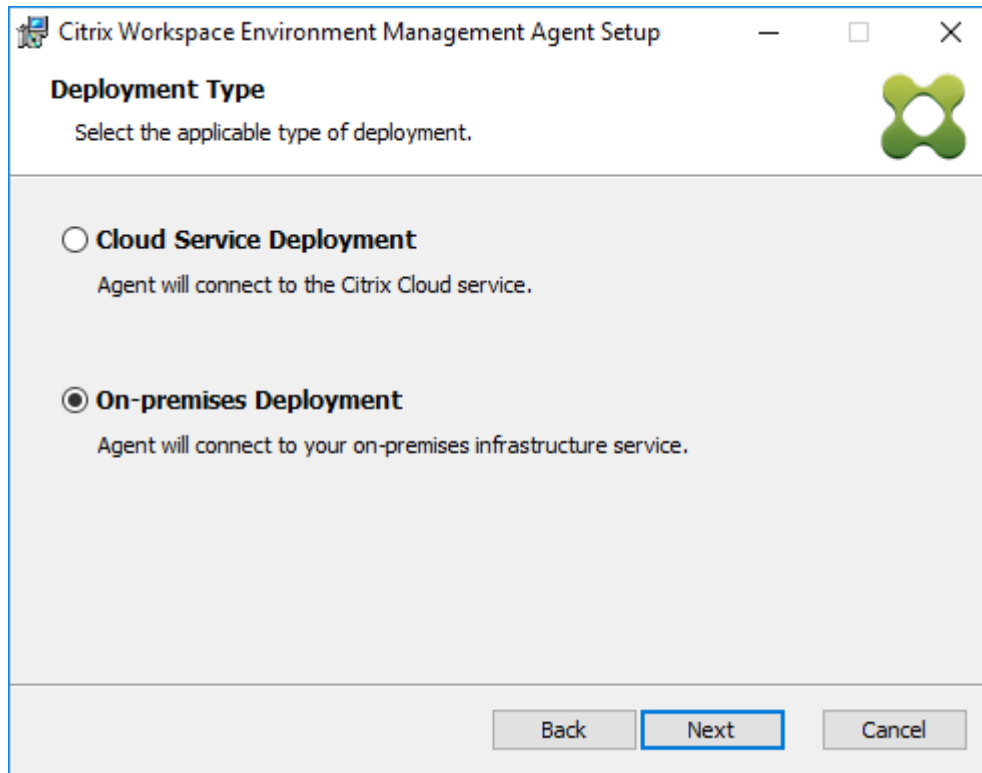 Citrix Workspace Environment Management Agent Setup
Deployment Type
Select the applicable type of deployment.
Cloud Service Deployment
Agent will connect to the Citrix Cloud service.
On-premises Deployment
Agent will connect to your on-premises infrastructure service.
Back Next Cancel